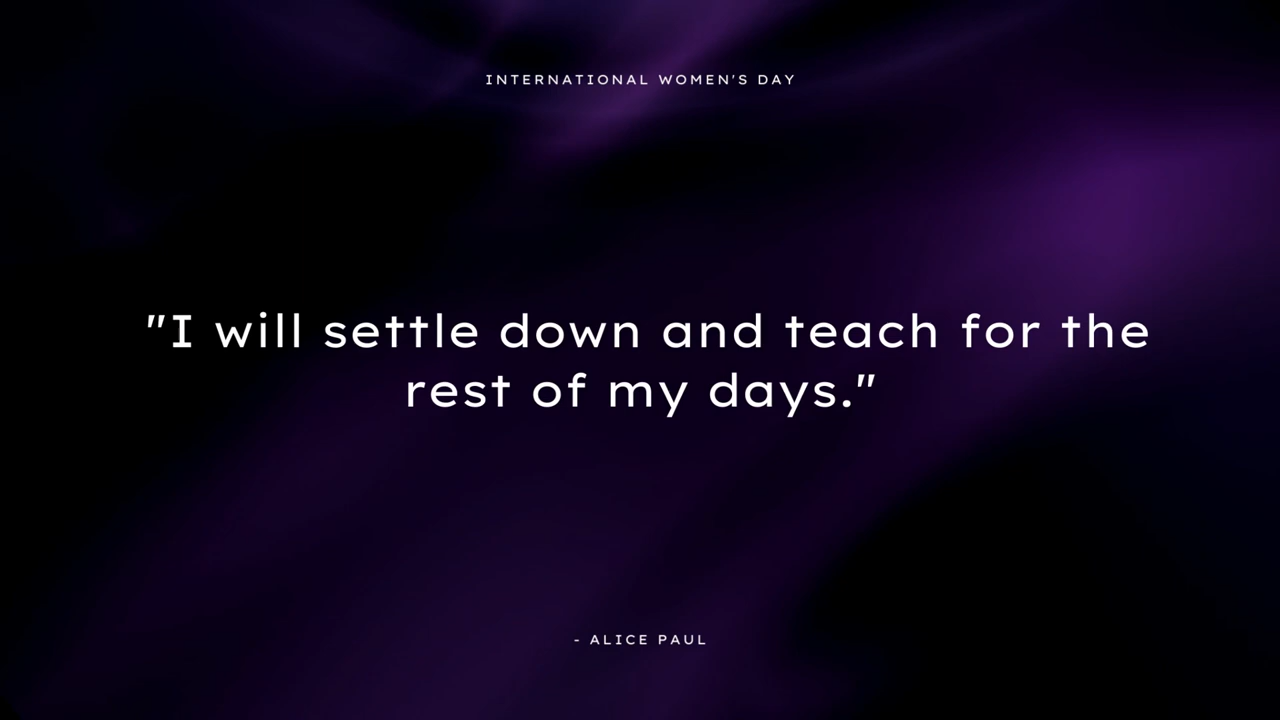 INTERNATIONAL WOMEN'S DAY
"I will settle down and teach for the
rest of my days."
- ALICE PAUL